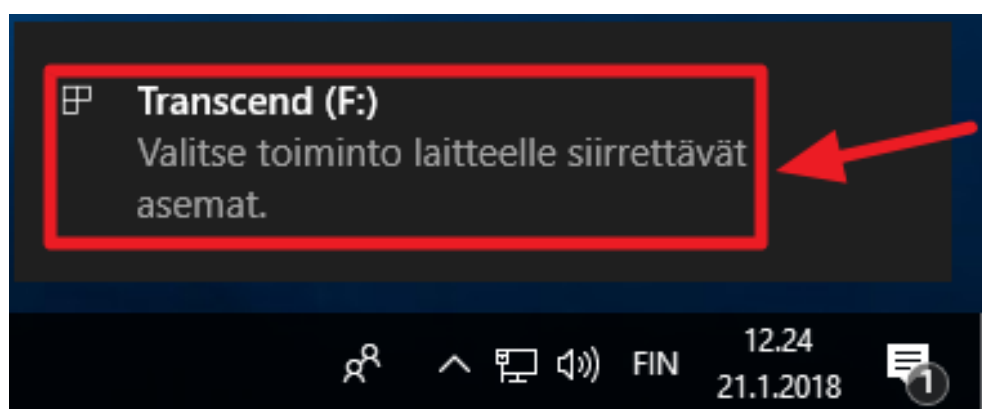 Transcend (F:)
Valitse toiminto laitteelle siirrettävät
asemat.
FIN
12.24
21.1.2018
1